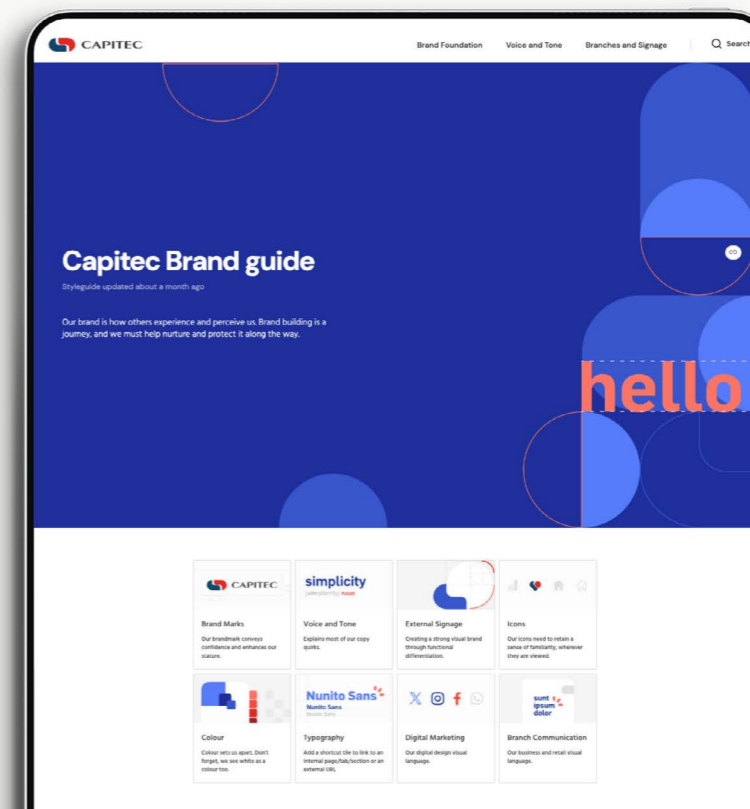 CAPITEC
Brand Foundation
Voice and Tone
Branches and Signage
Search
Capitec Brand guide
Styleguide updated about a month ago
Our brand is how others experience and perceive us. Brand building is a
journey, and we must help nurture and protect it along the way.
hello
CAPITEC
Brand Marks
Our brandmark conveys
confidence and enhances our
stature.
simplicity
[simplicity] noun
Voice and Tone
Explains most of our copy
quirks.
External Signage
Creating a strong visual brand
through functional
differentiation.
Icons
Our icons need to retain a
sense of familiarity, wherever
they are viewed.
Colour
Colour sets us apart. Don't
forget, we see white as a
colour too.
Nunito Sans
Nunito Sans
Nunito Sans
Typography
Add a shortcut tile to link to an
internal page/tab/section or an
external URL
Digital Marketing
Our digital design visual
language.
sunt
ipsum
dolor
Branch Communication
Our business and retail visual
language.